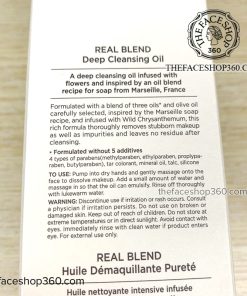 THEFACESHOP
360
THEFACESHOP360.COM
REAL BLEND
Deep Cleansing Oil
A deep cleansing oil infused with
flowers and inspired by an oil blend
recipe for soap from Marseille, France
Formulated with a blend of three oils* and olive oil
carefully selected, inspired by the Marseille soap
recipe, and infused with Wild Chrysanthemum, this
rich formula thoroughly removes stubborn makeup
as well as impurities and leaves no residue after
cleansing.
• Formulated without 5 additives
4 types of parabens(methylparaben, ethylparaben, propylpa-
raben, butylparaben), tar colorant, mineral oil, talc, silicone
TO USE: Pump into dry hands and gently massage onto the
face to dissolve makeup. Add a small amount of water and
massage in so that the oil can emulsify. Rinse off thoroughly
with lukewarm water.
WARNING: Discontinue use if irritation or rash occurs. Consult
a physician if irritation persists. Do not use on broken or
damaged skin. Keep out of reach of children. Do not store at
extreme temperatures or in direct sunlight. Avoid contact with
eyes. Immediately rinse with clean water if product enters
eye. For external use only.
thefaceshop360.com
REAL BLEND
Huile Démaquillante Pureté
Huile nettoyante intensive infusée